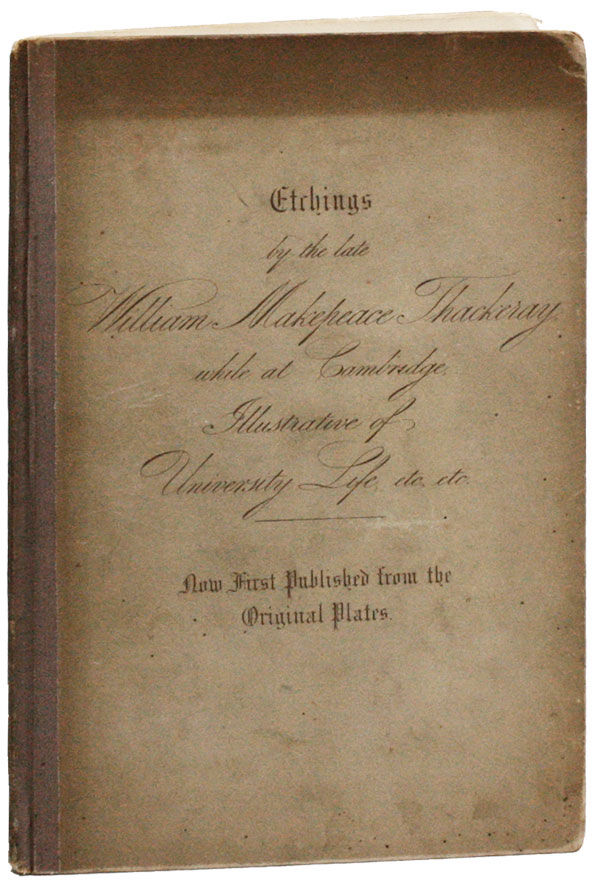 Etchings
by the late
William Makepeace Thackeray,
while at Cambridge,
Illustrative of
University Life, etc. etc.
Now First Published from the
Original Plates.